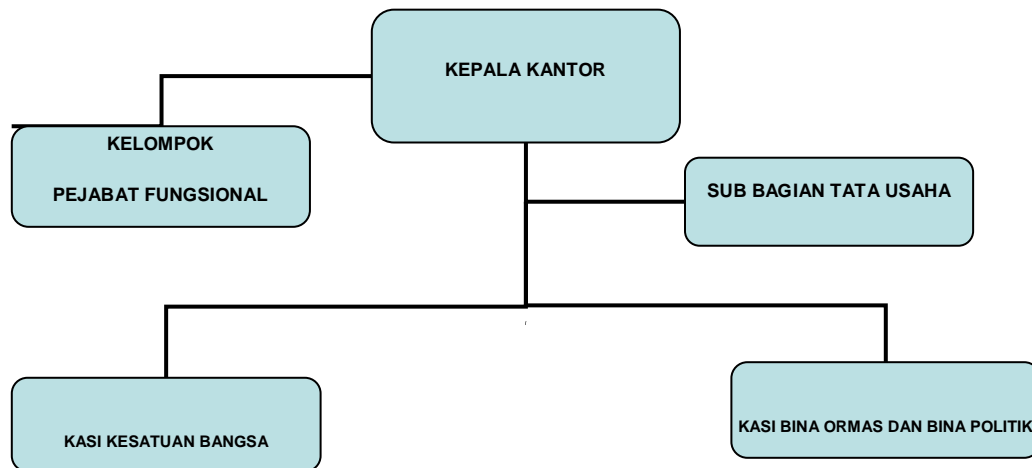 KEPALA KANTOR
KELOMPOK
PEJABAT FUNGSIONAL
SUB BAGIAN TATA USAHA
KASI KESATUAN BANGSA
KASI BINA ORMAS DAN BINA POLITIK